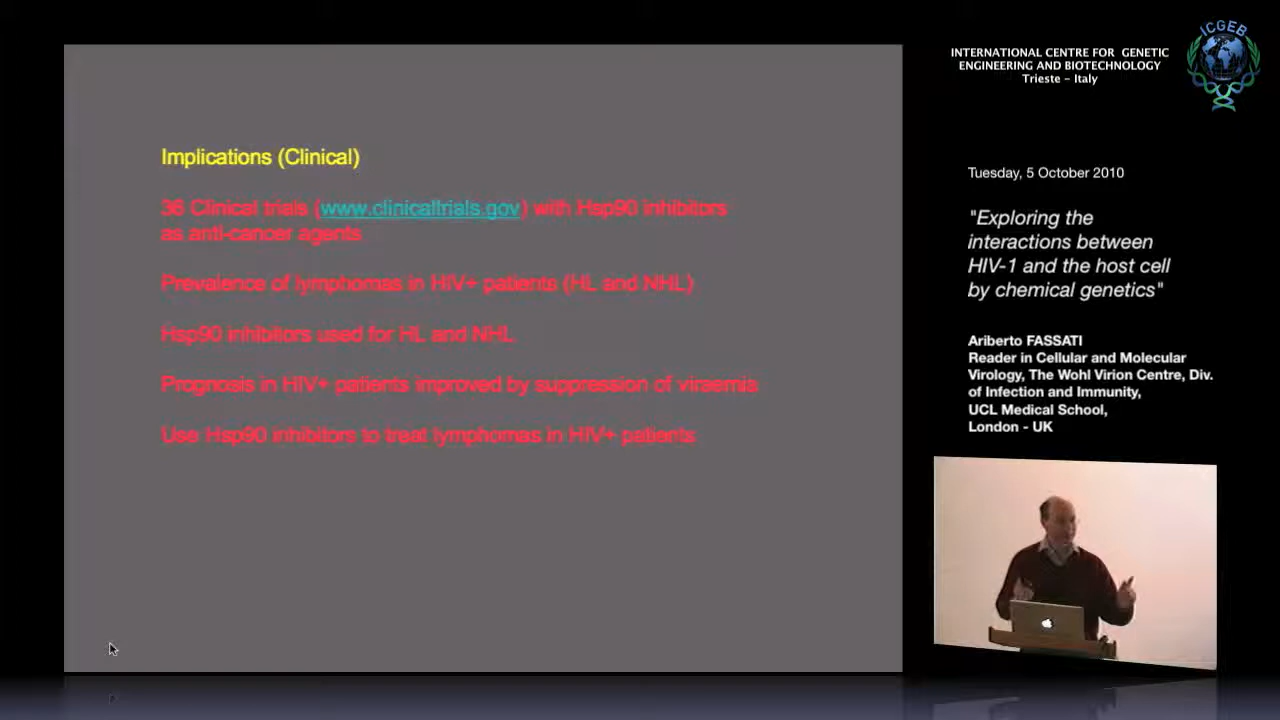 Implications (Clinical)
36 Clinical trials (www.clinicaltrials.gov) with Hsp90 inhibitors
as anti-cancer agents
Prevalence of lymphomas in HIV+ patients (HL and NHL)
Hsp90 inhibitors used for HL and NHL
Prognosis in HIV+ patients improved by suppression of viraemia
Use Hsp90 inhibitors to treat lymphomas in HIV+ patients
INTERNATIONAL CENTRE FOR GENETIC
ENGINEERING AND BIOTECHNOLOGY
Trieste - Italy
ICGEB
Tuesday, 5 October 2010
"Exploring the
interactions between
HIV-1 and the host cell
by chemical genetics"
Ariberto FASSATI
Reader in Cellular and Molecular
Virology, The Wohl Virion Centre, Div.
of Infection and Immunity,
UCL Medical School,
London - UK